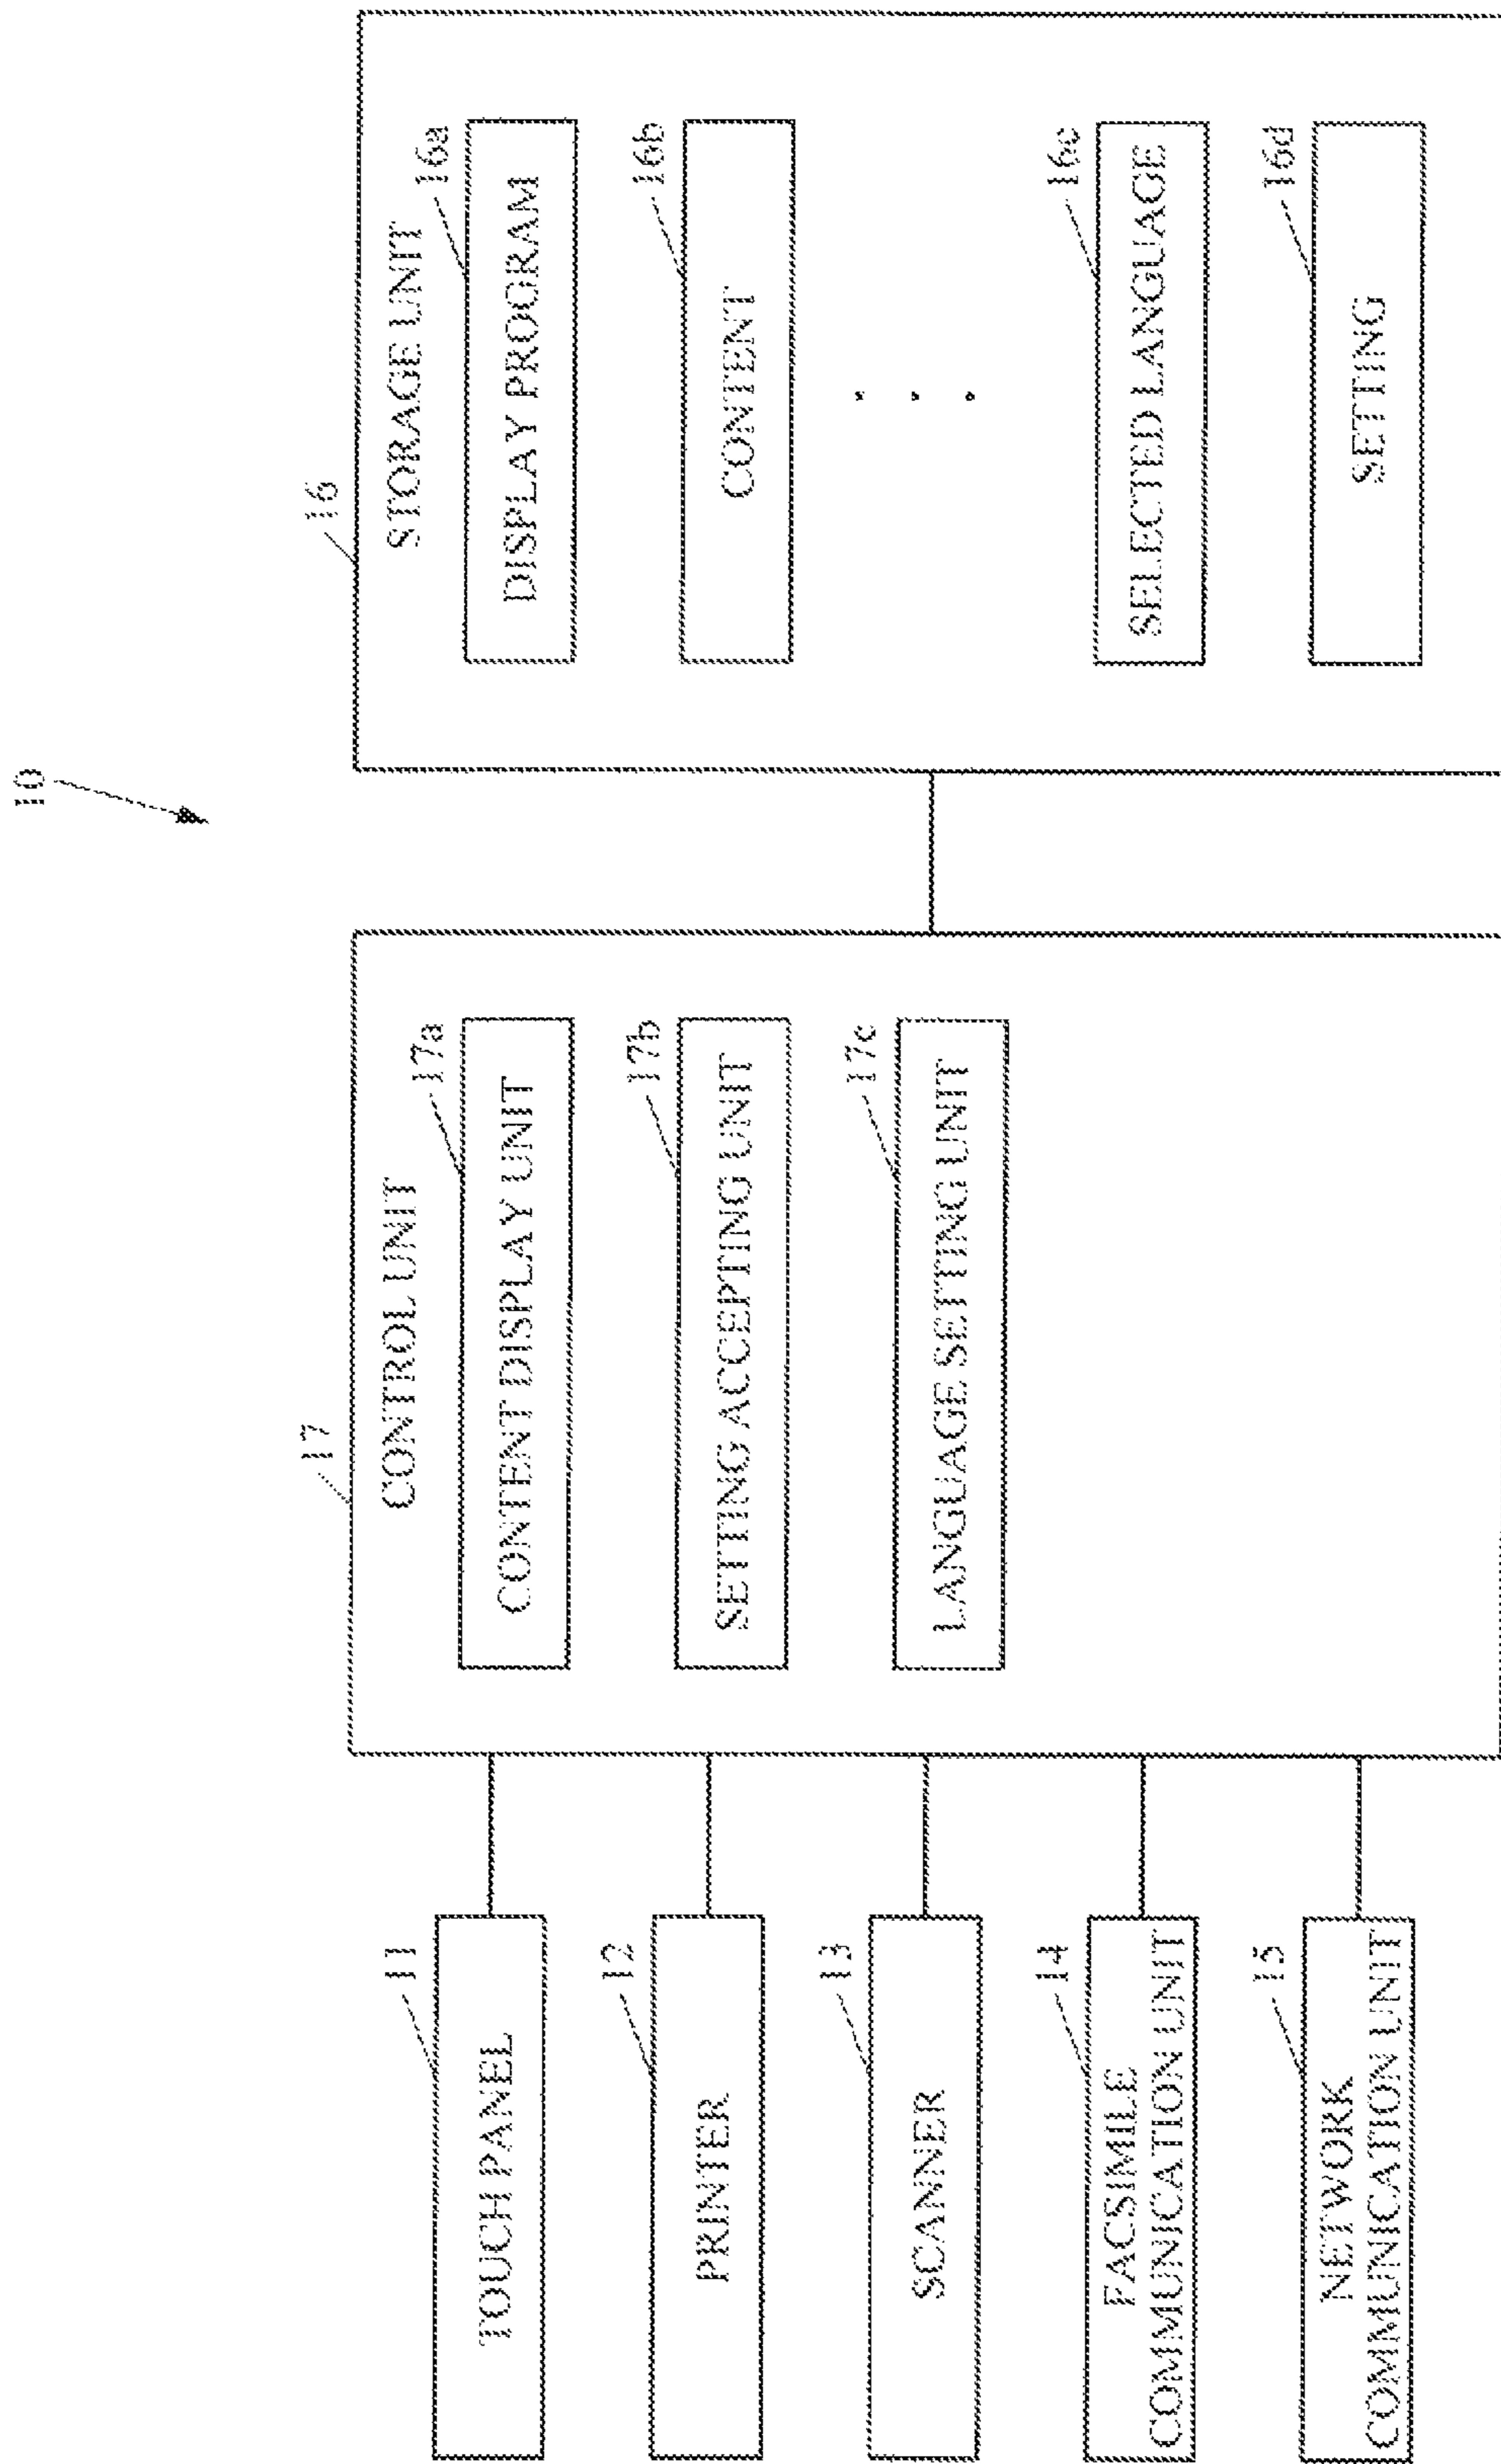 10
11
TOUCH PANEL
12
PRINTER
13
SCANNER
14
FACSIMILE
COMMUNICATION UNIT
15
NETWORK
COMMUNICATION UNIT
17
CONTROL UNIT
17a
CONTENT DISPLAY UNIT
17b
SETTING ACCEPTING UNIT
17c
LANGUAGE SETTING UNIT
16
STORAGE UNIT
16a
DISPLAY PROGRAM
16b
CONTENT
. . .
16c
SELECTED LANGUAGE
16d
SETTING